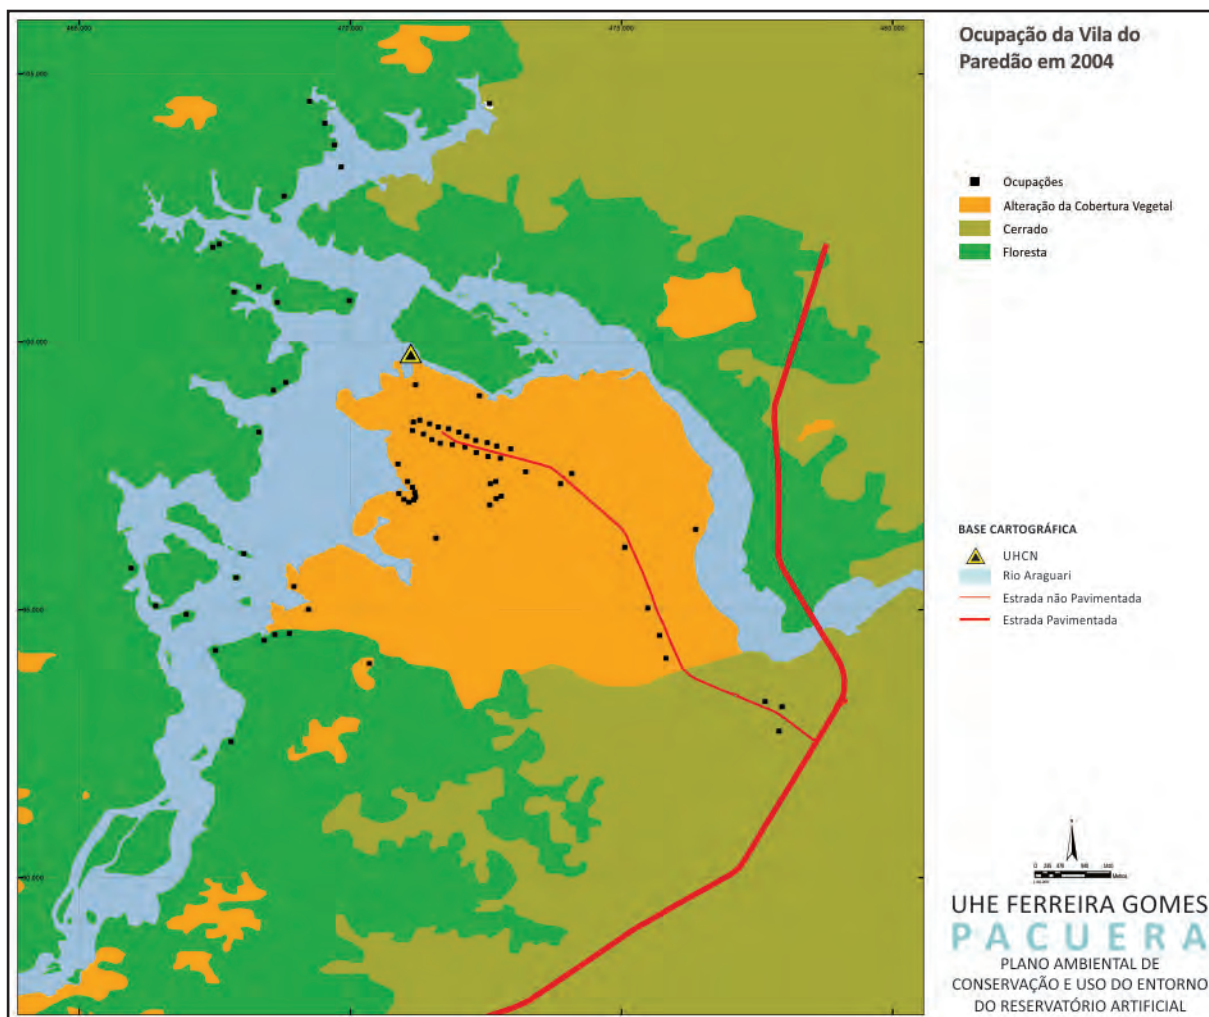 Ocupação da Vila do
Paredão em 2004
Ocupações
Alteração da Cobertura Vegetal
Cerrado
Floresta
BASE CARTOGRÁFICA
UHCN
Rio Araguari
Estrada não Pavimentada
Estrada Pavimentada
UHE FERREIRA GOMES
PACUERA
PLANO AMBIENTAL DE
CONSERVAÇÃO E USO DO ENTORNO
DO RESERVATÓRIO ARTIFICIAL